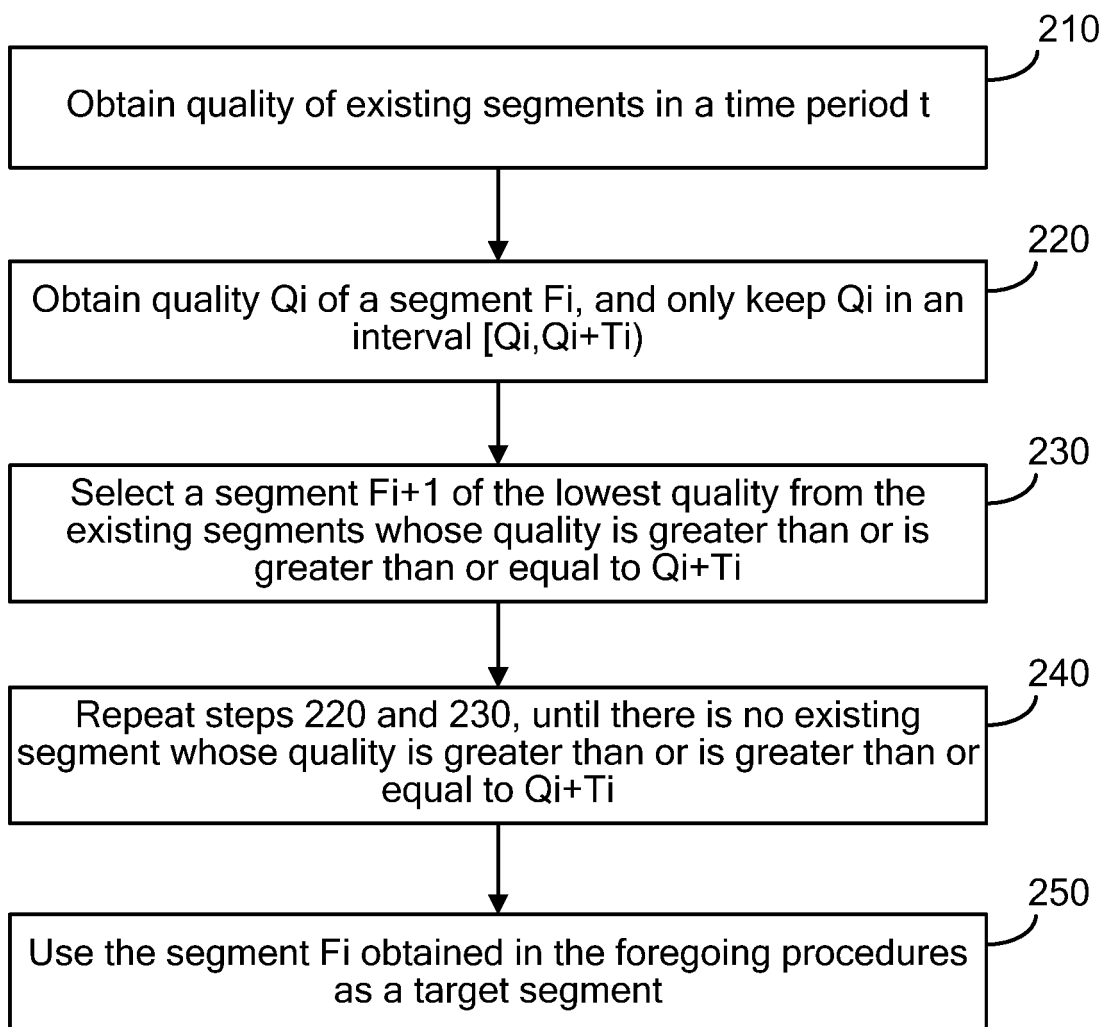 210
Obtain quality of existing segments in a time period t
220
Obtain quality Qi of a segment Fi, and only keep Qi in an
interval [Qi,Qi+Ti)
230
Select a segment Fi+1 of the lowest quality from the
existing segments whose quality is greater than or is
greater than or equal to Qi+Ti
240
Repeat steps 220 and 230, until there is no existing
segment whose quality is greater than or is greater than or
equal to Qi+Ti
250
Use the segment Fi obtained in the foregoing procedures
as a target segment